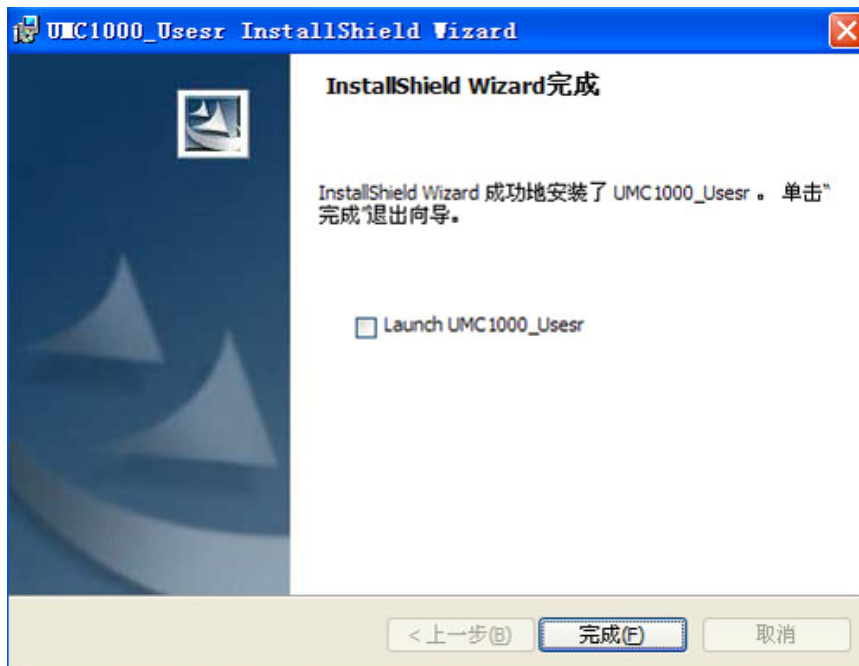 UMC1000_Usesr InstallShield Wizard
InstallShield Wizard完成
InstallShield Wizard 成功地安装了 UMC1000_Usesr 。 单击“
完成”退出向导。
Launch UMC1000_Usesr
< 上一步(B)
完成(F)
取消